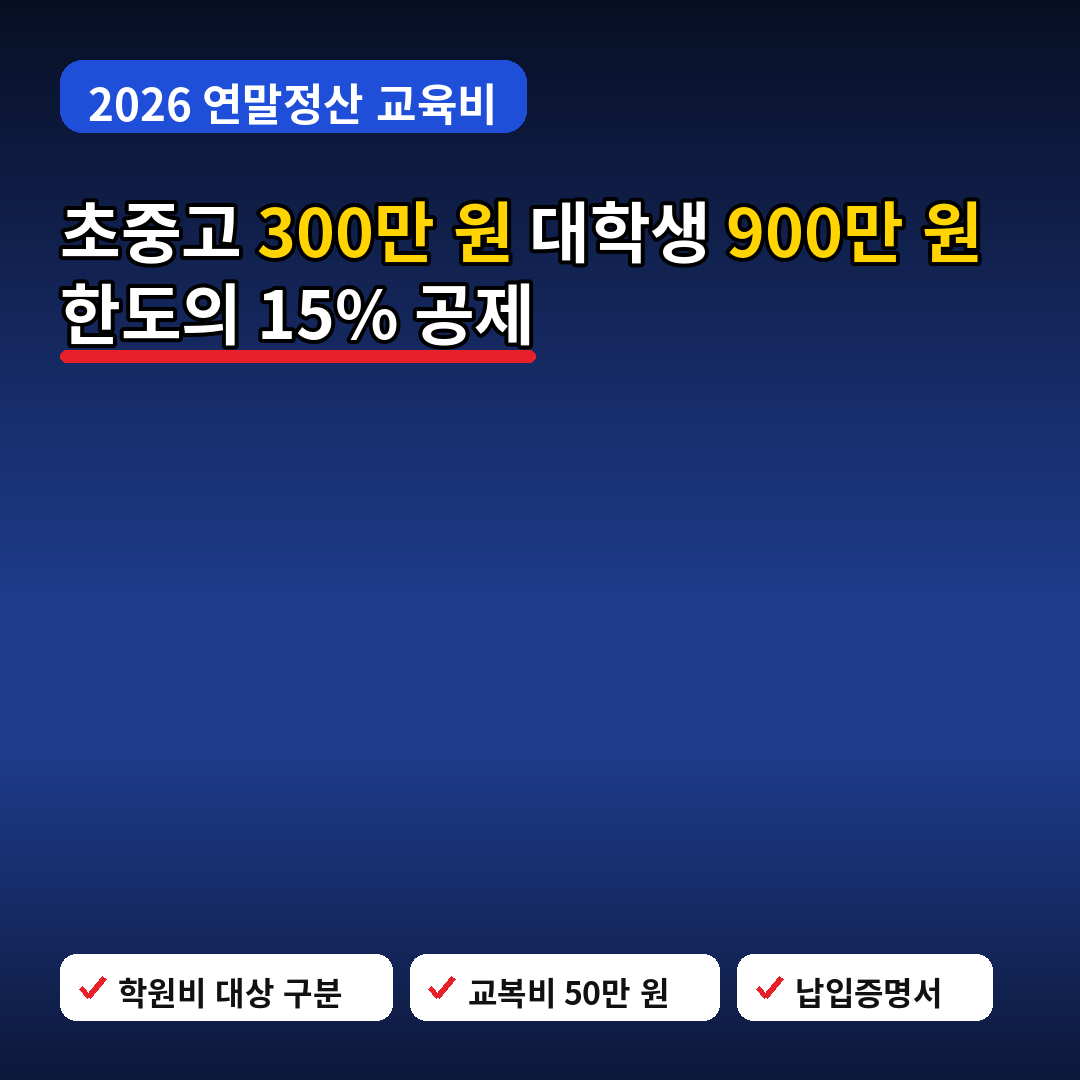 2026 연말정산 교육비
초중고 300만 원 대학생 900만 원
한도의 15% 공제
학원비 대상 구분
교복비 50만 원
납입증명서